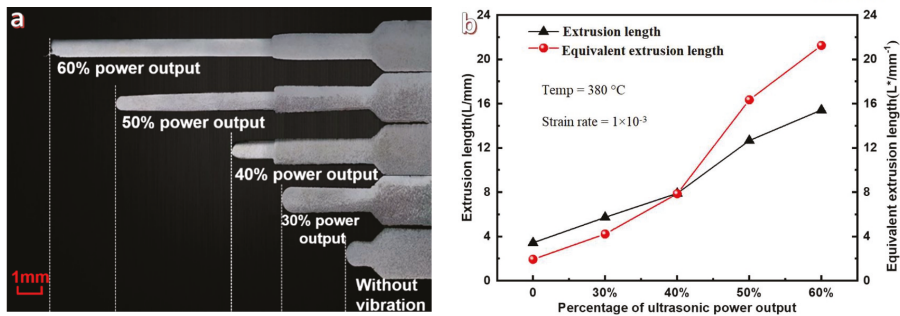 a
60% power output
50% power output
40% power output
30% power
output
Without
vibration
1mm
b
Extrusion length
Equivalent extrusion length
Temp = 380 °C
Strain rate = 1×10⁻³
Extrusion length(L/mm)
24
20
16
12
8
4
0
Equivalent extrusion length(L*/mm⁻¹)
24
20
16
12
8
4
0
0
30%
40%
50%
60%
Percentage of ultrasonic power output